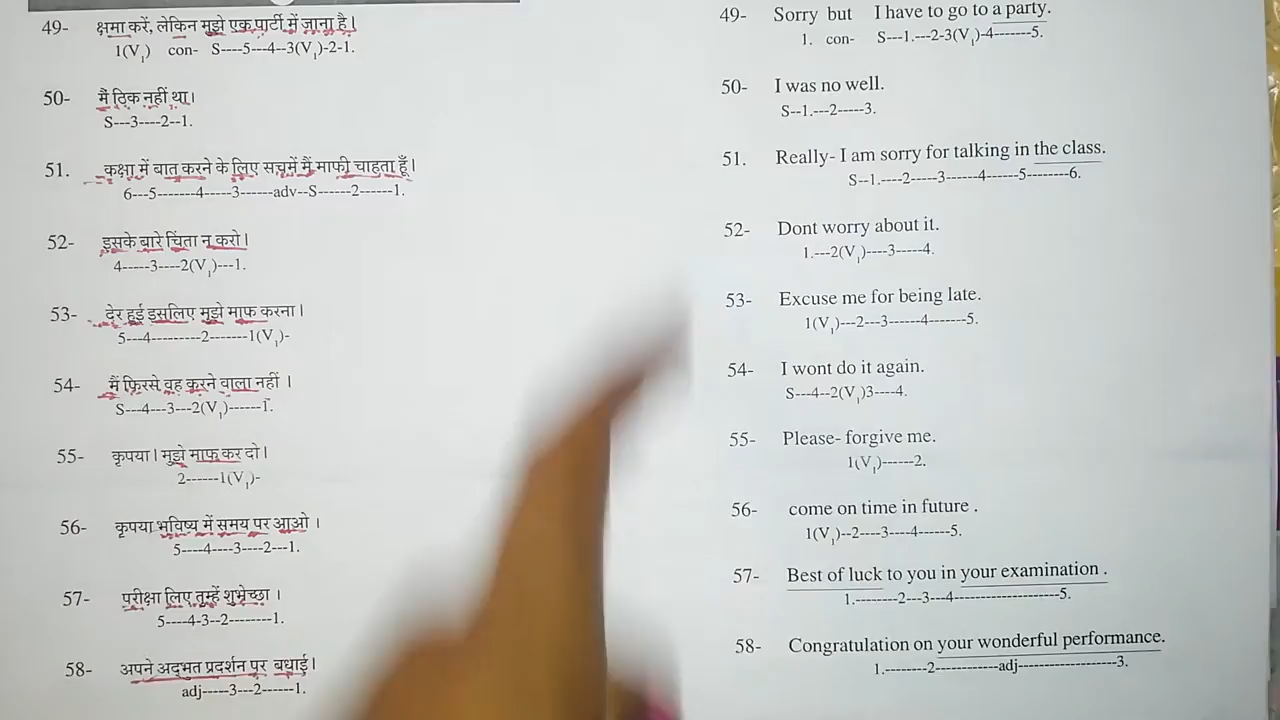 49- क्षमा करें, लेकिन मुझे एक पार्टी में जाना है।
1(V1) con- S----5---4--3(V1)-2-1.
50- मैं ठिक नहीं था।
S---3----2--1.
51. कक्षा में बात करने के लिए सचमें मैं माफी चाहता हूँ।
6---5-------4-----3------adv--S------2------1.
52- इसके बारे चिंता न करो।
4-----3----2(V1)---1.
53- देर हुई इसलिए मुझे माफ करना।
5---4---------2-------1(V1)-
54- मैं फिरसे वह करने वाला नहीं ।
S---4---3---2(V1)------1.
55- कृपया। मुझे माफ कर दो।
2------1(V1)-
56- कृपया भविष्य में समय पर आओ ।
5----4----3----2---1.
57- परीक्षा लिए तुम्हें शुभेच्छा ।
5----4-3--2--------1.
58- अपने अद्भुत प्रदर्शन पर बधाई।
adj-----3---2------1.
49- Sorry but I have to go to a party.
1. con- S---1.---2-3(V1)-4-------5.
50- I was no well.
S--1.---2-----3.
51. Really- I am sorry for talking in the class.
S--1.----2-----3------4------5--------6.
52- Dont worry about it.
1.---2(V1)----3-----4.
53- Excuse me for being late.
1(V1)---2---3------4-------5.
54- I wont do it again.
S---4--2(V1)3----4.
55- Please- forgive me.
1(V1)------2.
56- come on time in future .
1(V1)--2----3----4------5.
57- Best of luck to you in your examination .
1.--------2---3---4--------------------5.
58- Congratulation on your wonderful performance.
1.--------2------------adj------------------3.